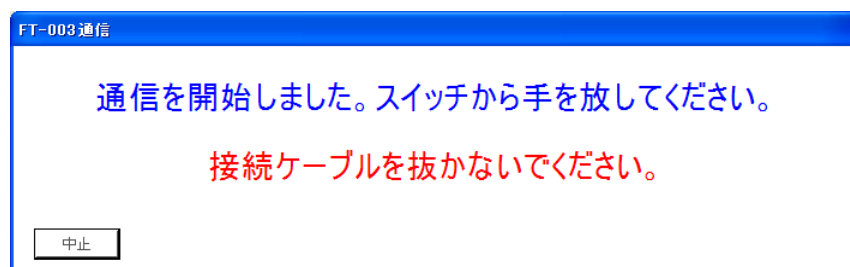 FT-003通信
通信を開始しました。スイッチから手を放してください。
接続ケーブルを抜かないでください。
中止